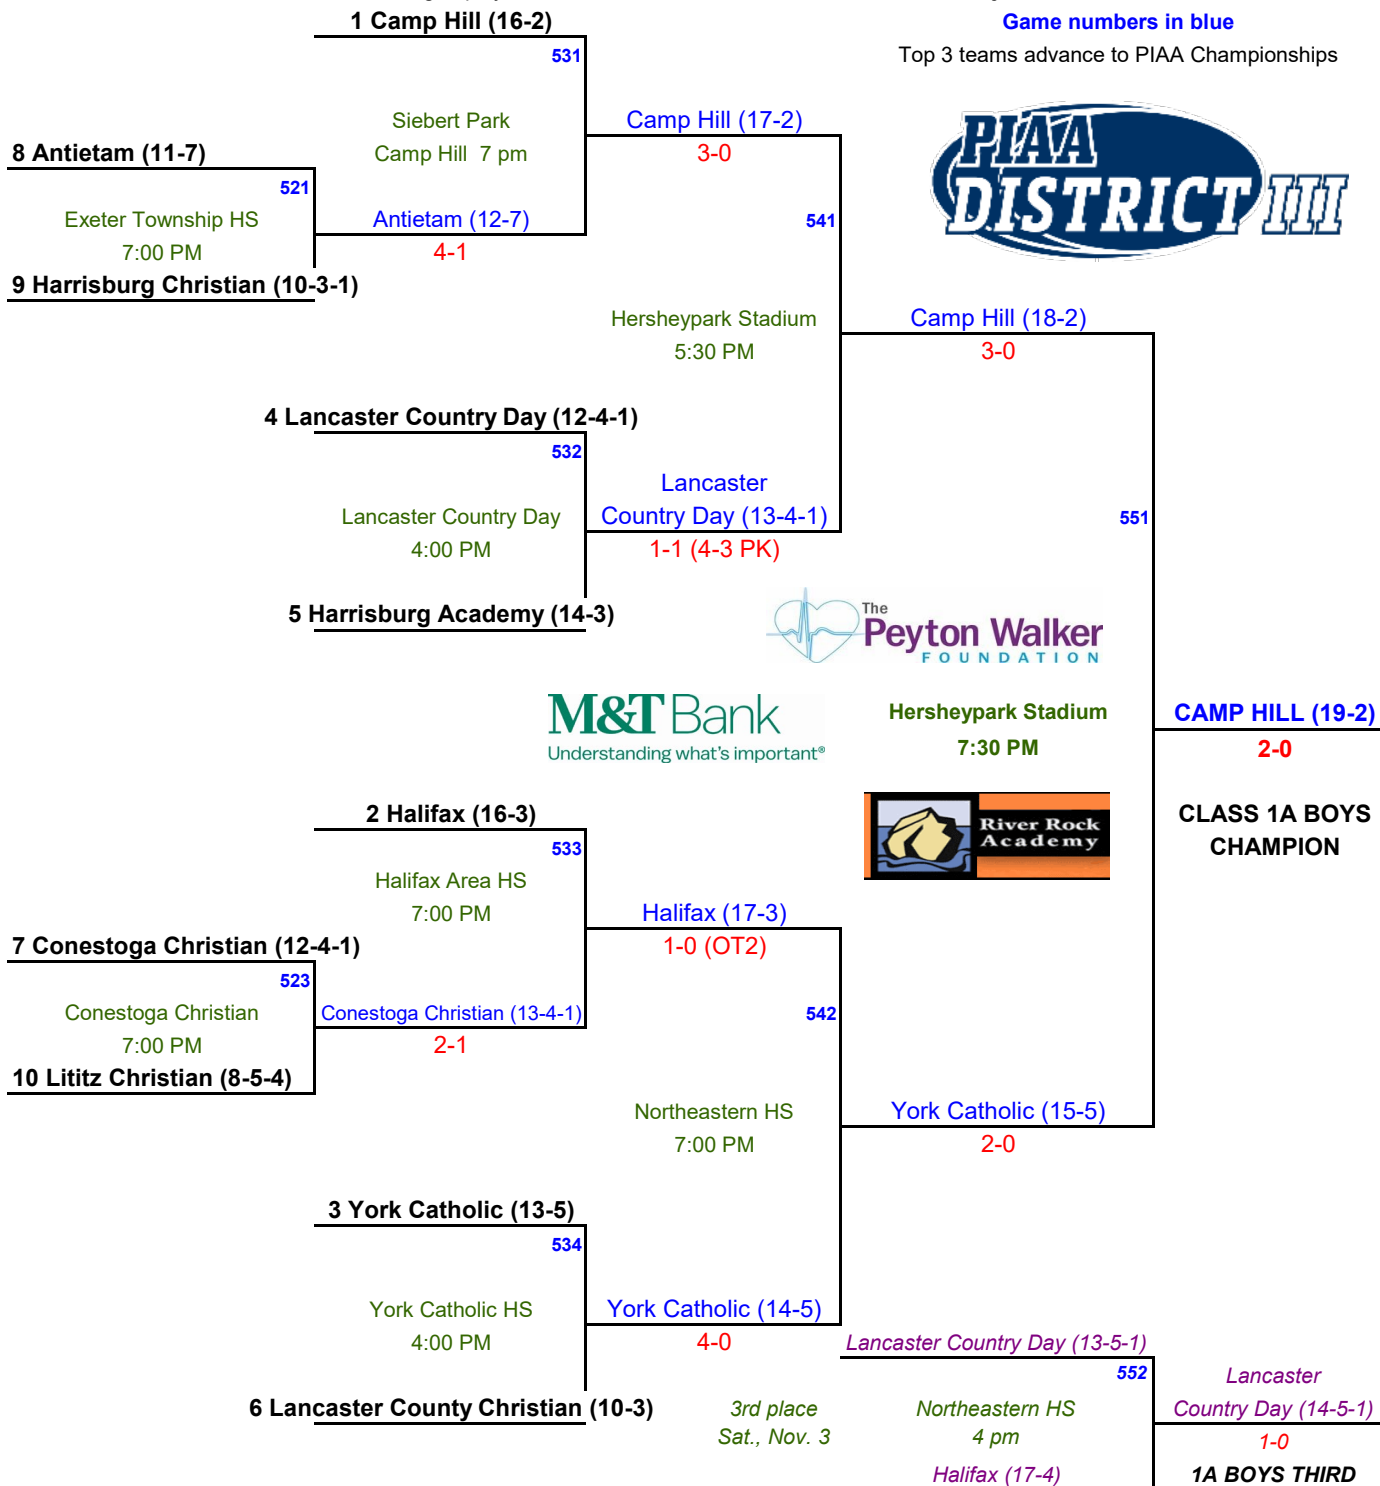 1 Camp Hill (16-2)
Game numbers in blue
531
Top 3 teams advance to PIAA Championships
Siebert Park
Camp Hill 7 pm
Camp Hill (17-2)
3-0
PIAA
DISTRICT III
8 Antietam (11-7)
521
Exeter Township HS
7:00 PM
Antietam (12-7)
4-1
541
9 Harrisburg Christian (10-3-1)
Hersheypark Stadium
5:30 PM
Camp Hill (18-2)
3-0
4 Lancaster Country Day (12-4-1)
532
Lancaster Country Day
4:00 PM
Lancaster
Country Day (13-4-1)
1-1 (4-3 PK)
551
5 Harrisburg Academy (14-3)
The
Peyton Walker
FOUNDATION
M&T Bank
Understanding what's important®
Hersheypark Stadium
7:30 PM
CAMP HILL (19-2)
2-0
River Rock
Academy
CLASS 1A BOYS
CHAMPION
2 Halifax (16-3)
533
Halifax Area HS
7:00 PM
Halifax (17-3)
1-0 (OT2)
7 Conestoga Christian (12-4-1)
523
Conestoga Christian
7:00 PM
Conestoga Christian (13-4-1)
2-1
542
10 Lititz Christian (8-5-4)
Northeastern HS
7:00 PM
York Catholic (15-5)
2-0
3 York Catholic (13-5)
534
York Catholic HS
4:00 PM
York Catholic (14-5)
4-0
6 Lancaster County Christian (10-3)
Lancaster Country Day (13-5-1)
552
3rd place
Sat., Nov. 3
Northeastern HS
4 pm
Lancaster
Country Day (14-5-1)
1-0
Halifax (17-4)
1A BOYS THIRD